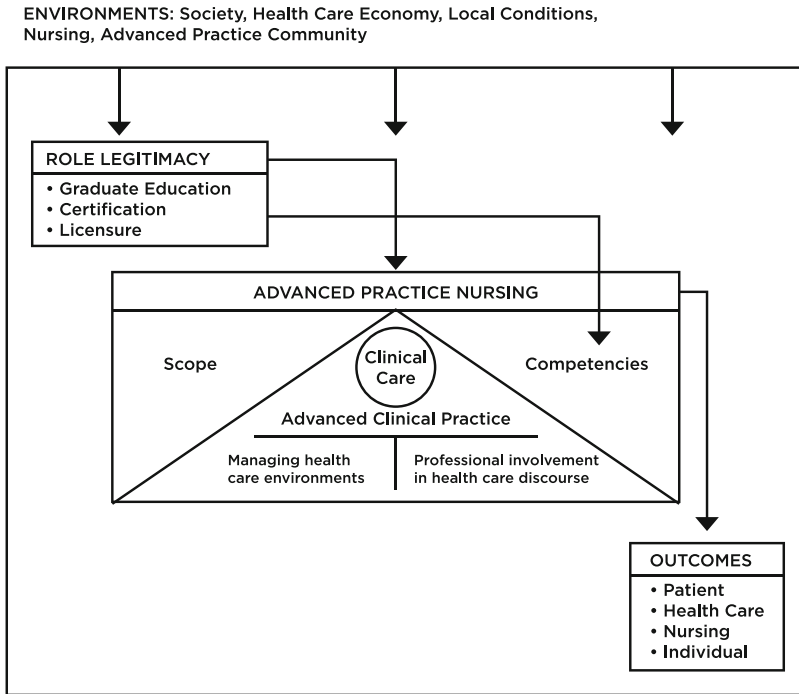 ENVIRONMENTS: Society, Health Care Economy, Local Conditions,
Nursing, Advanced Practice Community
ROLE LEGITIMACY
• Graduate Education
• Certification
• Licensure
ADVANCED PRACTICE NURSING
Scope
Clinical
Care
Competencies
Advanced Clinical Practice
Managing health
care environments
Professional involvement
in health care discourse
OUTCOMES
• Patient
• Health Care
• Nursing
• Individual